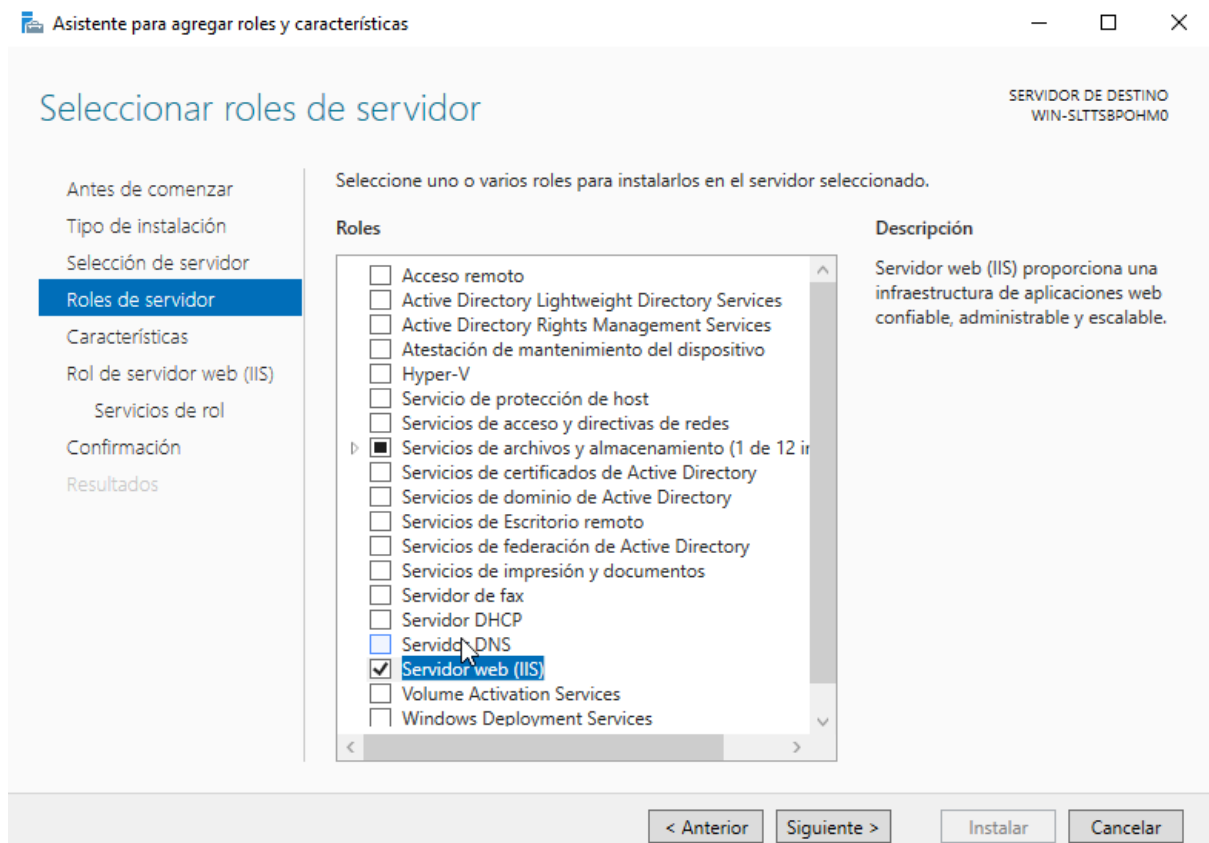 Asistente para agregar roles y características
Seleccionar roles de servidor
SERVIDOR DE DESTINO
WIN-SLTTSBPOHM0
Antes de comenzar
Tipo de instalación
Selección de servidor
Roles de servidor
Características
Rol de servidor web (IIS)
Servicios de rol
Confirmación
Resultados
Seleccione uno o varios roles para instalarlos en el servidor seleccionado.
Roles
Acceso remoto
Active Directory Lightweight Directory Services
Active Directory Rights Management Services
Atestación de mantenimiento del dispositivo
Hyper-V
Servicio de protección de host
Servicios de acceso y directivas de redes
Servicios de archivos y almacenamiento (1 de 12 in
Servicios de certificados de Active Directory
Servicios de dominio de Active Directory
Servicios de Escritorio remoto
Servicios de federación de Active Directory
Servicios de impresión y documentos
Servidor de fax
Servidor DHCP
Servidor DNS
Servidor web (IIS)
Volume Activation Services
Windows Deployment Services
Descripción
Servidor web (IIS) proporciona una
infraestructura de aplicaciones web
confiable, administrable y escalable.
< Anterior
Siguiente >
Instalar
Cancelar